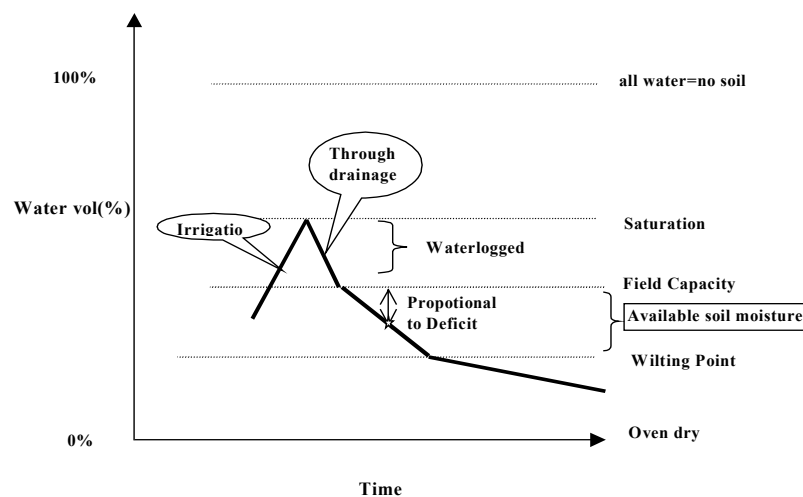 100%
all water=no soil
Through
drainage
Water vol(%)
Irrigatio
Saturation
Waterlogged
Field Capacity
Propotional
to Deficit
Available soil moisture
Wilting Point
0%
Oven dry
Time